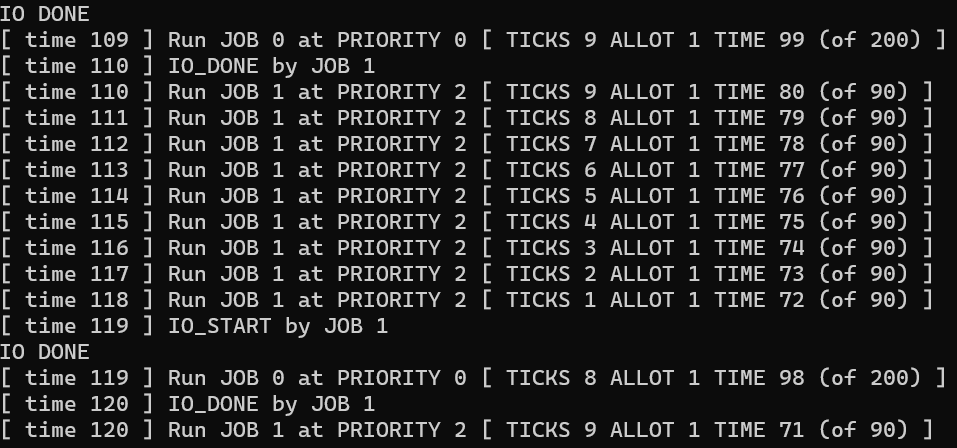 IO DONE
[ time 109 ] Run JOB 0 at PRIORITY 0 [ TICKS 9 ALLOT 1 TIME 99 (of 200) ]
[ time 110 ] IO_DONE by JOB 1
[ time 110 ] Run JOB 1 at PRIORITY 2 [ TICKS 9 ALLOT 1 TIME 80 (of 90) ]
[ time 111 ] Run JOB 1 at PRIORITY 2 [ TICKS 8 ALLOT 1 TIME 79 (of 90) ]
[ time 112 ] Run JOB 1 at PRIORITY 2 [ TICKS 7 ALLOT 1 TIME 78 (of 90) ]
[ time 113 ] Run JOB 1 at PRIORITY 2 [ TICKS 6 ALLOT 1 TIME 77 (of 90) ]
[ time 114 ] Run JOB 1 at PRIORITY 2 [ TICKS 5 ALLOT 1 TIME 76 (of 90) ]
[ time 115 ] Run JOB 1 at PRIORITY 2 [ TICKS 4 ALLOT 1 TIME 75 (of 90) ]
[ time 116 ] Run JOB 1 at PRIORITY 2 [ TICKS 3 ALLOT 1 TIME 74 (of 90) ]
[ time 117 ] Run JOB 1 at PRIORITY 2 [ TICKS 2 ALLOT 1 TIME 73 (of 90) ]
[ time 118 ] Run JOB 1 at PRIORITY 2 [ TICKS 1 ALLOT 1 TIME 72 (of 90) ]
[ time 119 ] IO_START by JOB 1
IO DONE
[ time 119 ] Run JOB 0 at PRIORITY 0 [ TICKS 8 ALLOT 1 TIME 98 (of 200) ]
[ time 120 ] IO_DONE by JOB 1
[ time 120 ] Run JOB 1 at PRIORITY 2 [ TICKS 9 ALLOT 1 TIME 71 (of 90) ]